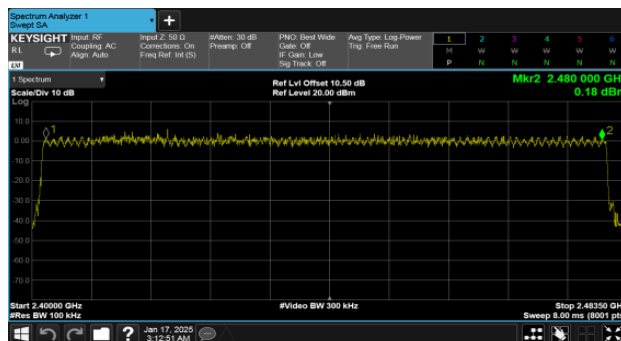 Spectrum Analyzer 1
Swept SA
+
KEYSIGHT Input: RF Input Z: 50 Ω #Atten: 30 dB PNO: Best Wide Avg Type: Log-Power 1 2 3 4 5 6
RL Coupling: AC Corrections: On Preamp: Off Gate: Off Trig: Free Run M W W W W W
Align: Auto Freq Ref: Int (S) IF Gain: Low P N N N N N
LXI Sig Track: Off
1 Spectrum Ref Lvl Offset 10.50 dB Mkr2 2.480 000 GH
Scale/Div 10 dB Ref Level 20.00 dBm 0.18 dBr
Log
10.0
1 2
0.00
-10.0
-20.0
-30.0
-40.0
-50.0
-60.0
-70.0
Start 2.40000 GHz #Video BW 300 kHz Stop 2.48350 GH
#Res BW 100 kHz Sweep 8.00 ms (8001 pts
? Jan 17, 2025
3:12:51 AM